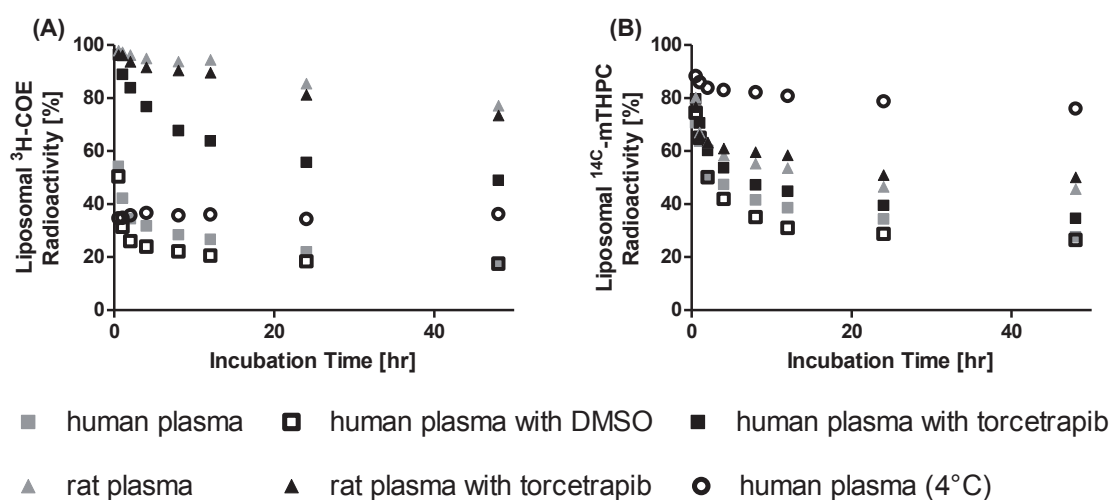 (A)
100
80
60
40
20
0
Liposomal ³H-COE
Radioactivity [%]
0 20 40
Incubation Time [hr]
(B)
100
80
60
40
20
0
Liposomal ¹⁴ᶜ-mTHPC
Radioactivity [%]
0 20 40
Incubation Time [hr]
human plasma human plasma with DMSO human plasma with torcetrapib
rat plasma rat plasma with torcetrapib human plasma (4°C)